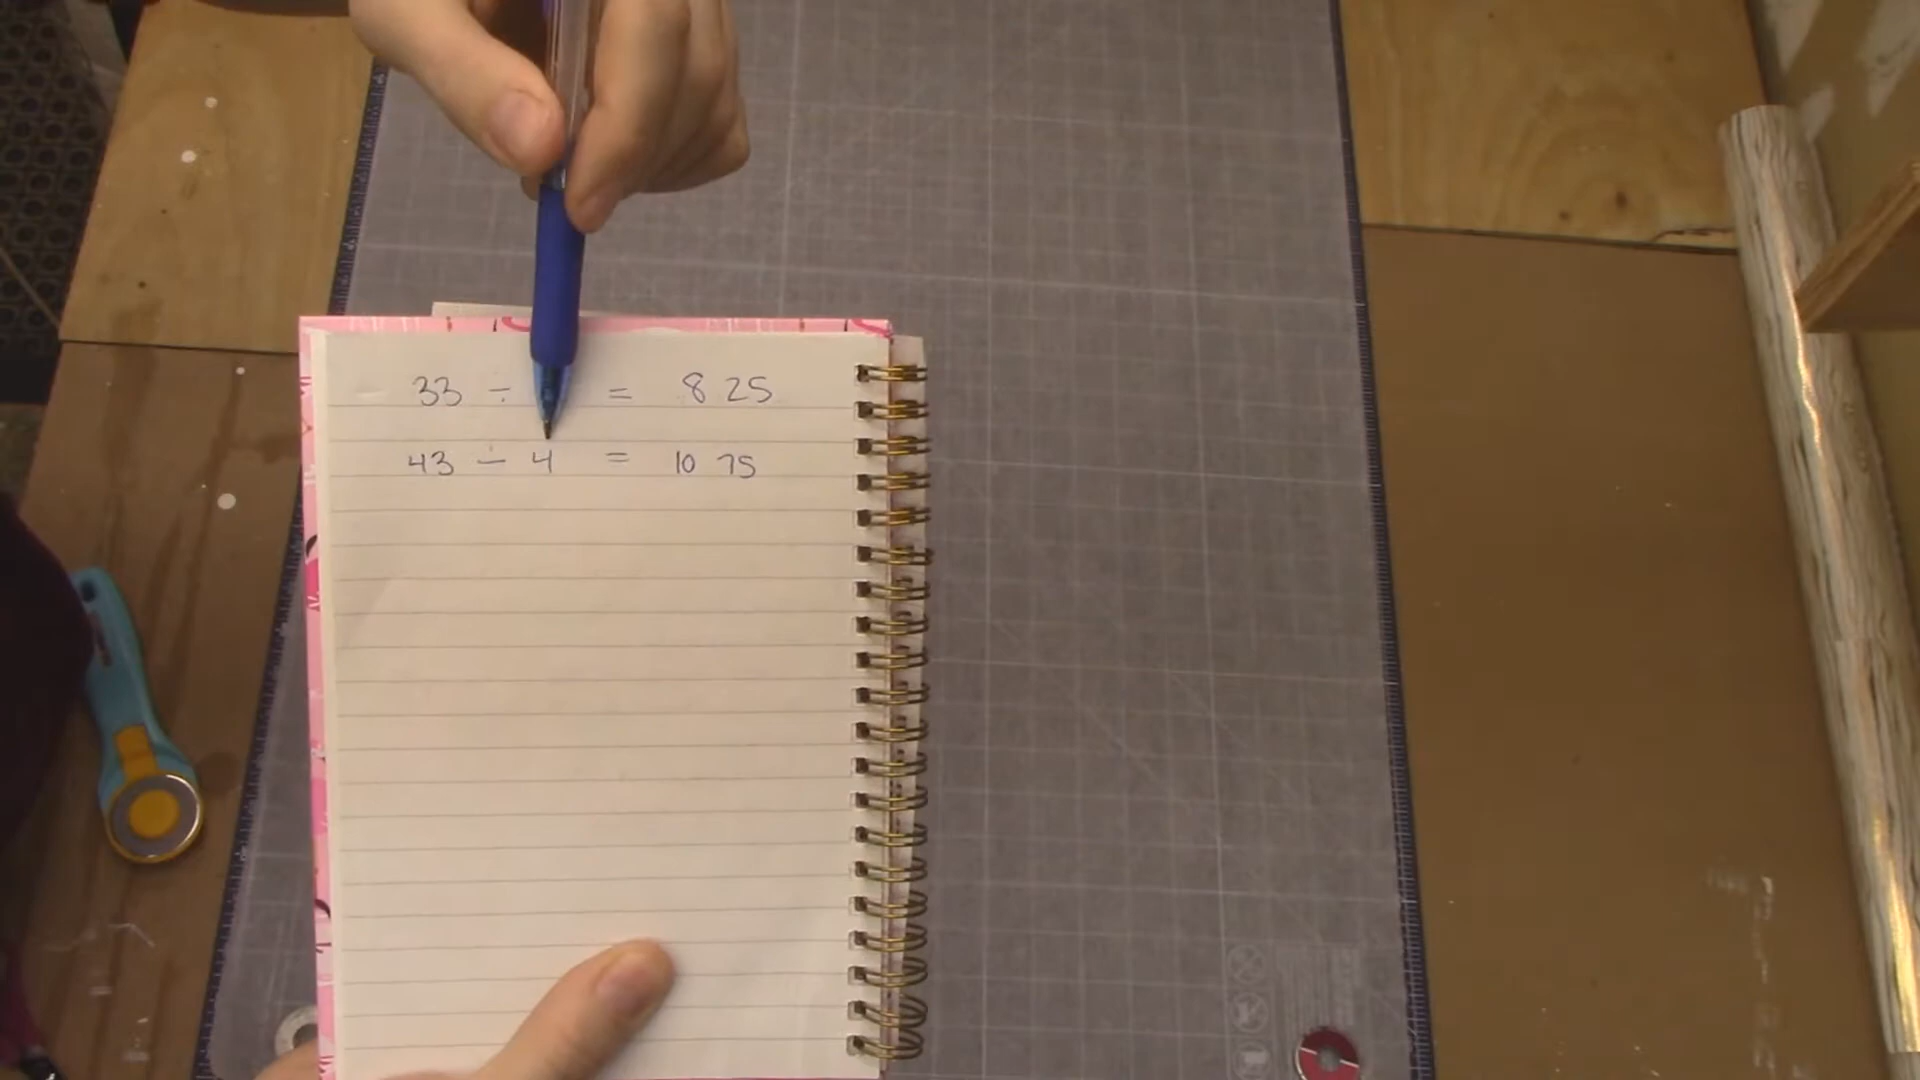 33 ÷ = 8 25
43 ÷ 4 = 10 75